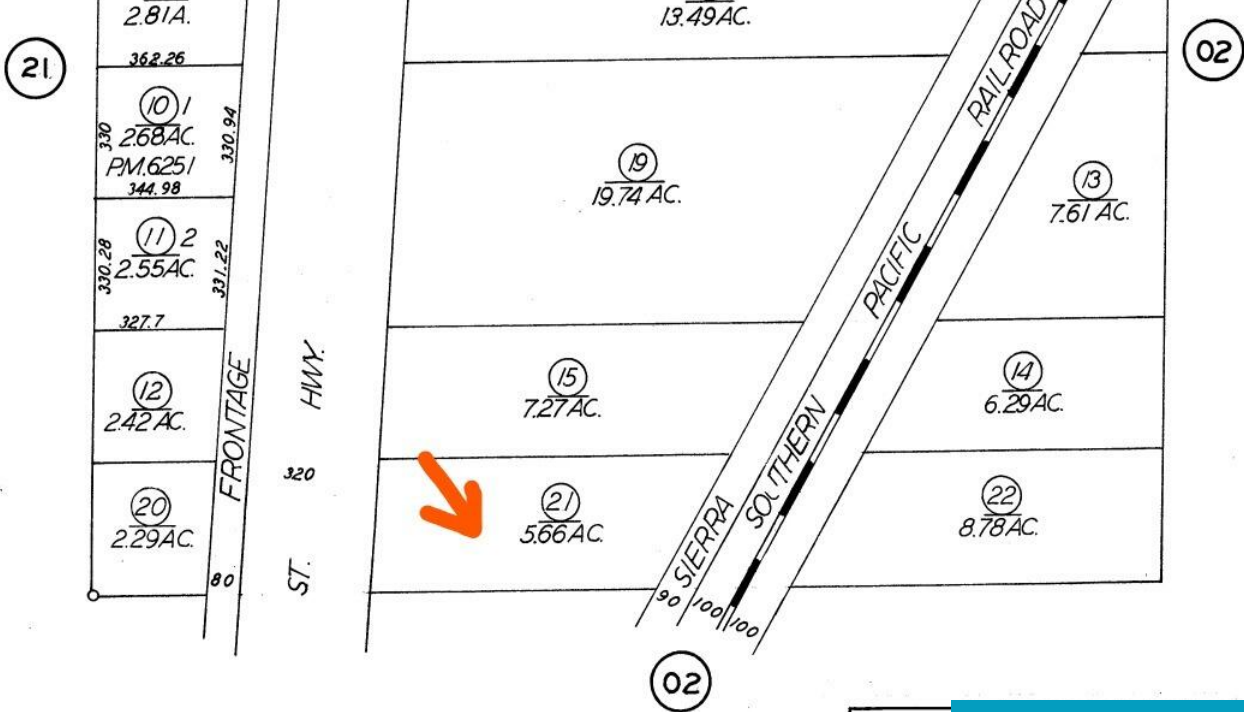 2.81A.
13.49AC.
21
362.26
02
10 1
2.68AC.
P.M.6251
330
330.94
344.98
19
19.74 AC.
13
7.61 AC.
11 2
2.55AC.
330.28
331.22
327.7
12
2.42 AC.
15
7.27AC.
14
6.29AC.
FRONTAGE
ST. HWY.
320
20
2.29AC.
80
21
5.66AC.
22
8.78AC.
SIERRA
SOUTHERN PACIFIC RAILROAD
90
100
100
02